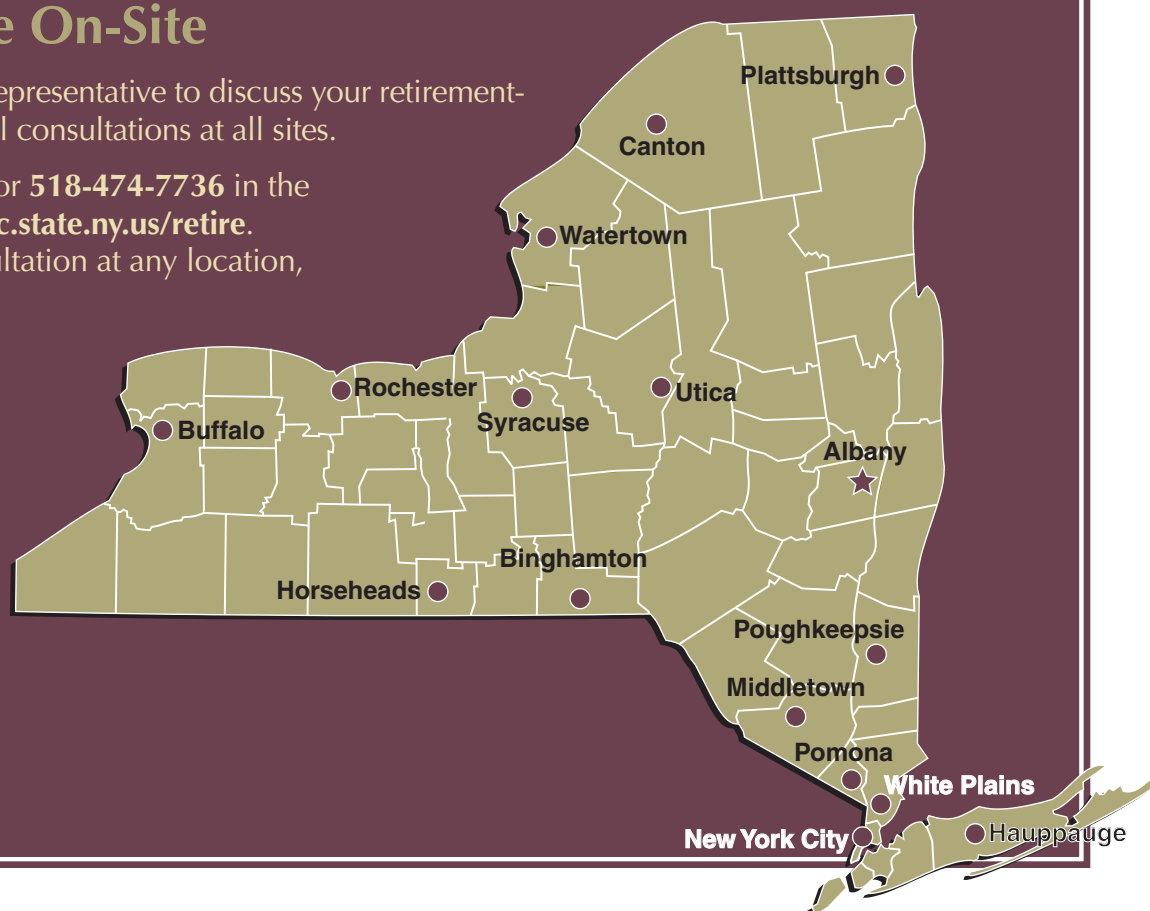 e On-Site
epresentative to discuss your retirement-
l consultations at all sites.
or 518-474-7736 in the
c.state.ny.us/retire.
ultation at any location,
Plattsburgh
Canton
Watertown
Rochester
Utica
Syracuse
Buffalo
Albany
Binghamton
Horseheads
Poughkeepsie
Middletown
Pomona
White Plains
New York City
Hauppauge